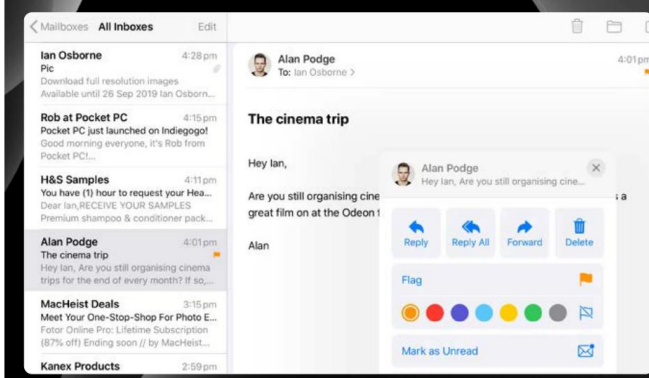 Mailboxes All Inboxes Edit
Ian Osborne 4:28 pm
Pic
Download full resolution images
Available until 26 Sep 2019 Ian Osborn...
Rob at Pocket PC 4:15 pm
Pocket PC just launched on Indiegogo!
Good morning everyone, it's Rob from
Pocket PC!...
H&S Samples 4:11 pm
You have (1) hour to request your Hea...
Dear Ian,RECEIVE YOUR SAMPLES
Premium shampoo & conditioner pack...
Alan Podge 4:01 pm
The cinema trip
Hey Ian, Are you still organising cinema
trips for the end of every month? If so,...
MacHeist Deals 3:15 pm
Meet Your One-Stop-Shop For Photo E...
Fotor Online Pro: Lifetime Subscription
(87% off) Ending soon // by MacHeist...
Kanex Products 2:59 pm
Alan Podge 4:01 pm
To: Ian Osborne >
The cinema trip
Hey Ian,
Are you still organising cine s a
great film on at the Odeon
Alan
Alan Podge
Hey Ian, Are you still organising cine...
Reply Reply All Forward Delete
Flag
Mark as Unread